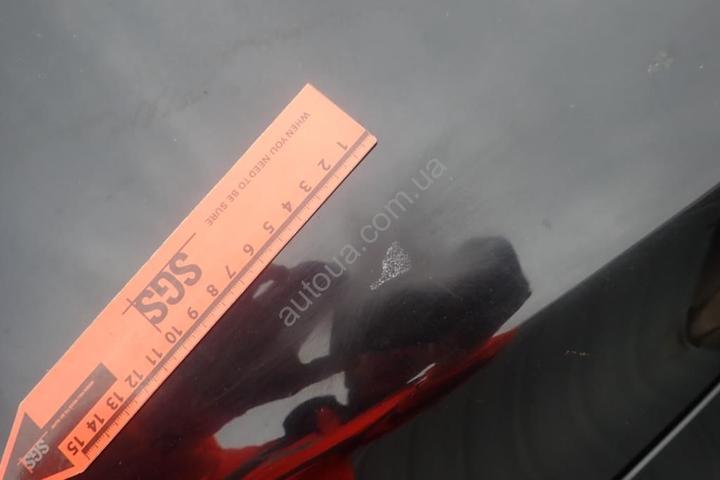 WHEN YOU NEED TO BE SURE
1 2 3 4 5 6 7 8 9 10 11 12 13 14 15
SGS
SGS
autoua.com.ua